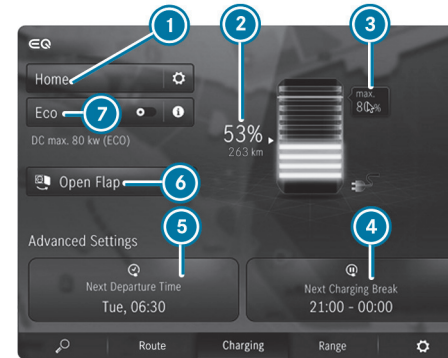 1
2
3
EQ
Home
max.
80 %
Eco
7
53%
263 km
DC max. 80 kw (ECO)
Open Flap
6
Advanced Settings
5
4
Next Departure Time
Tue, 06:30
Next Charging Break
21:00 - 00:00
Route
Charging
Range